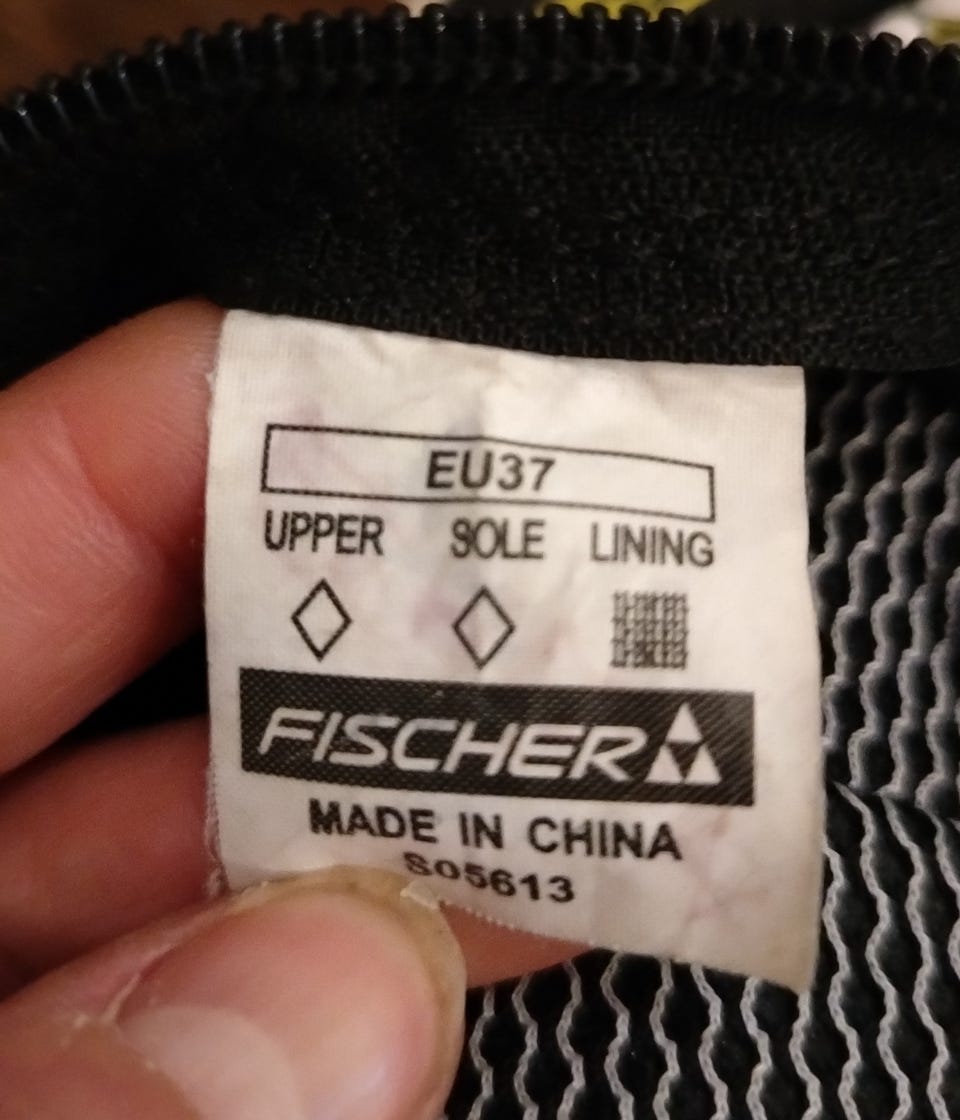 EU37
UPPER SOLE LINING
FISCHER
MADE IN CHINA
S05613